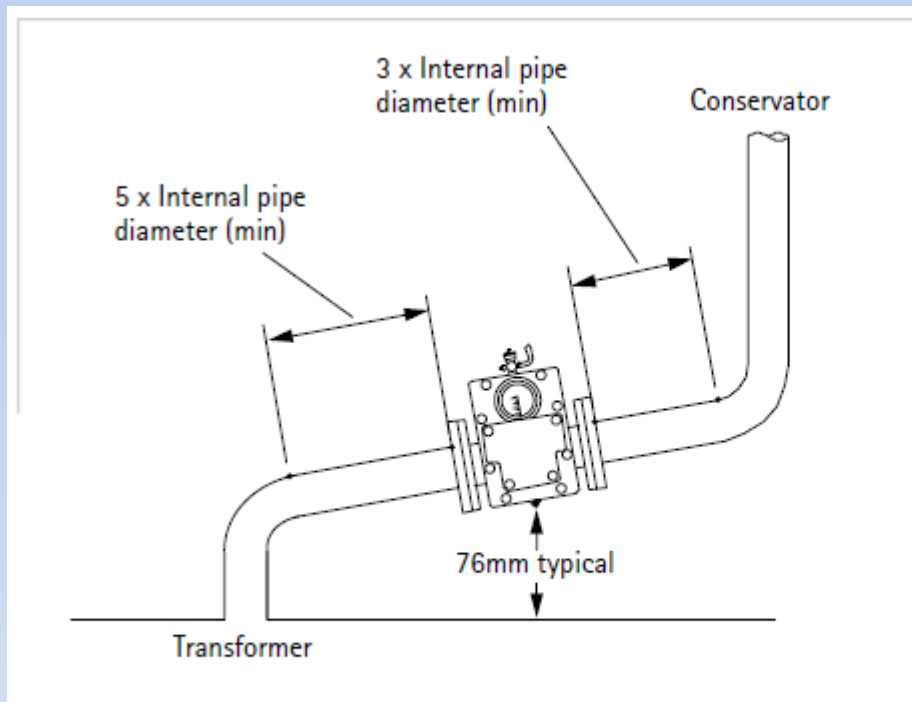 3 x Internal pipe
diameter (min)
Conservator
5 x Internal pipe
diameter (min)
76mm typical
Transformer